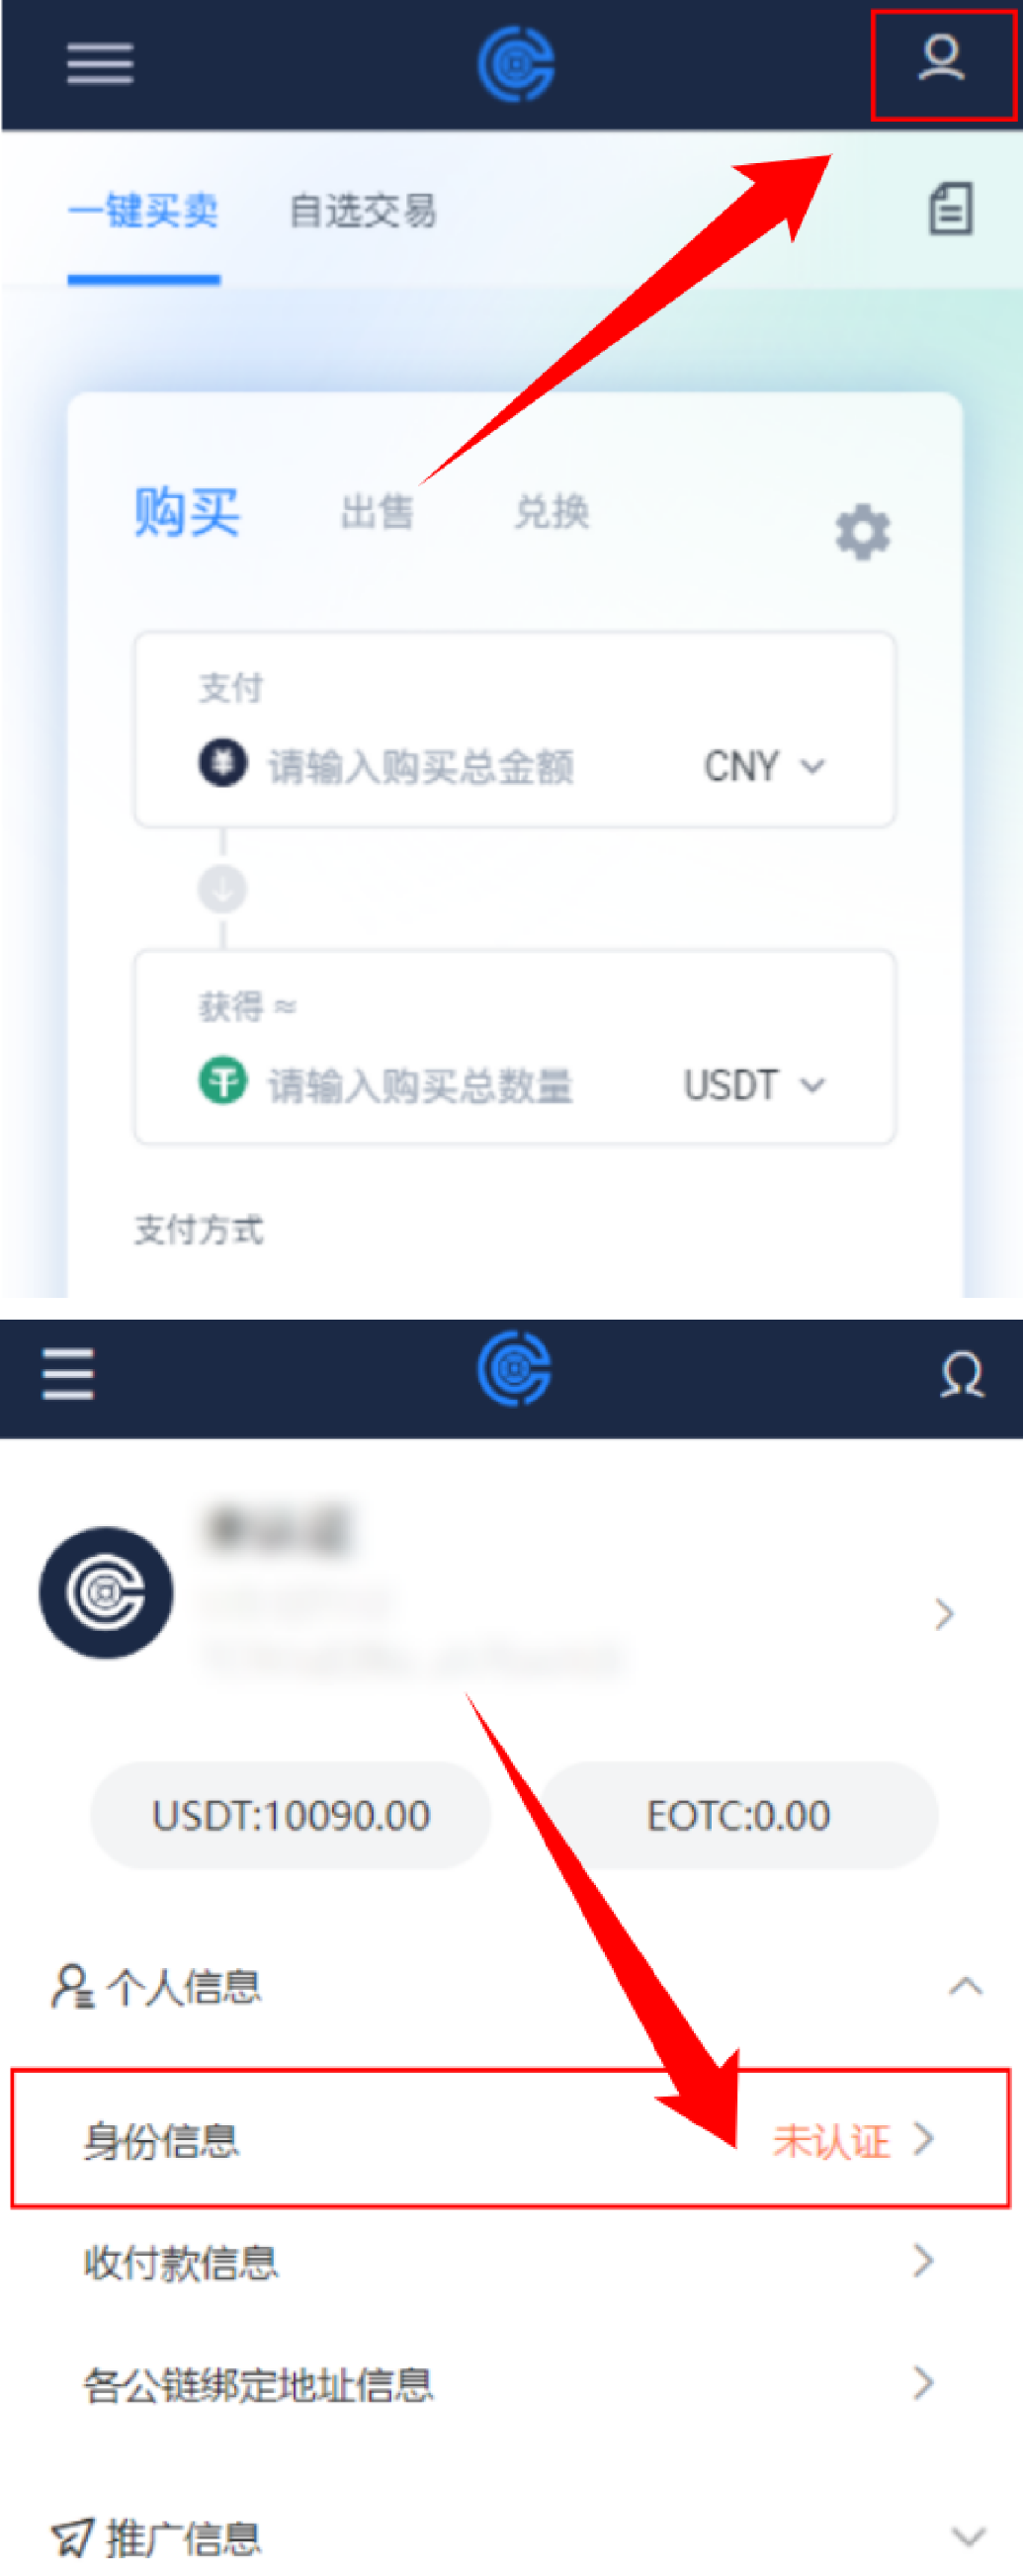 一键买卖 自选交易
购买 出售 兑换
支付
请输入购买总金额 CNY
获得 ≈
请输入购买总数量 USDT
支付方式
USDT:10090.00 EOTC:0.00
个人信息
身份信息 未认证
收付款信息
各公链绑定地址信息
推广信息